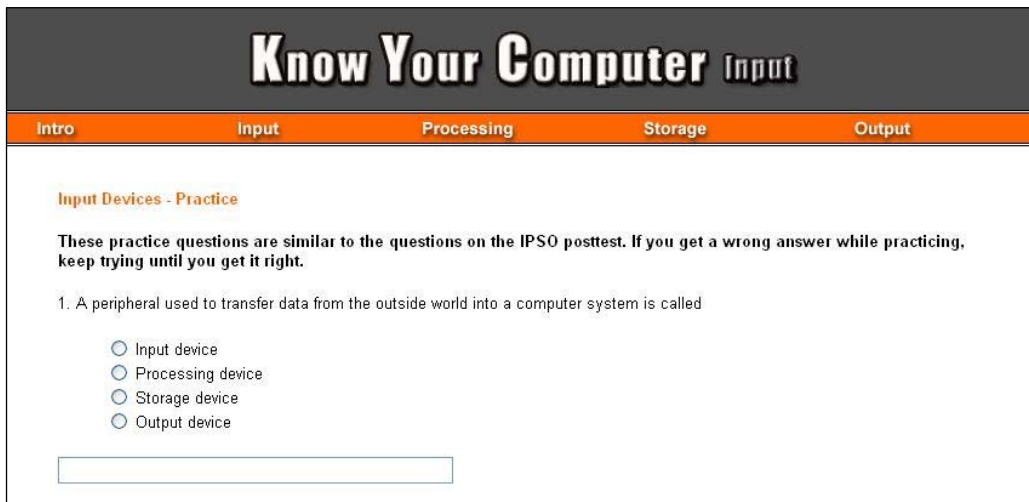 Know Your Computer Input
Intro Input Processing Storage Output
Input Devices - Practice
These practice questions are similar to the questions on the IPSO posttest. If you get a wrong answer while practicing,
keep trying until you get it right.
1. A peripheral used to transfer data from the outside world into a computer system is called
Input device
Processing device
Storage device
Output device